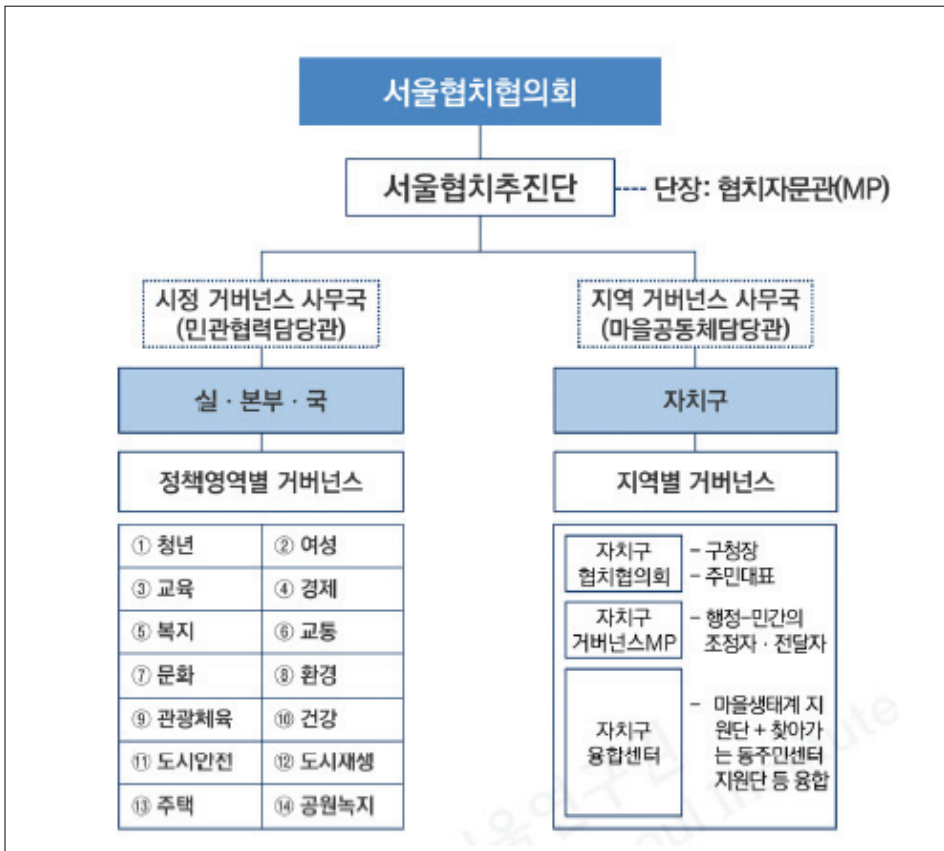 서울협치협의회
서울협치추진단
단장: 협치자문관(MP)
시정 거버넌스 사무국
(민관협력담당관)
실·본부·국
정책영역별 거버넌스
① 청년
② 여성
③ 교육
④ 경제
⑤ 복지
⑥ 교통
⑦ 문화
⑧ 환경
⑨ 관광체육
⑩ 건강
⑪ 도시안전
⑫ 도시재생
⑬ 주택
⑭ 공원녹지
지역 거버넌스 사무국
(마을공동체담당관)
자치구
지역별 거버넌스
자치구
협치협의회
- 구청장
- 주민대표
자치구
거버넌스MP
- 행정-민간의
조정자·전달자
자치구
융합센터
- 마을생태계 지
원단 + 찾아가
는 동주민센터
지원단 등 융합